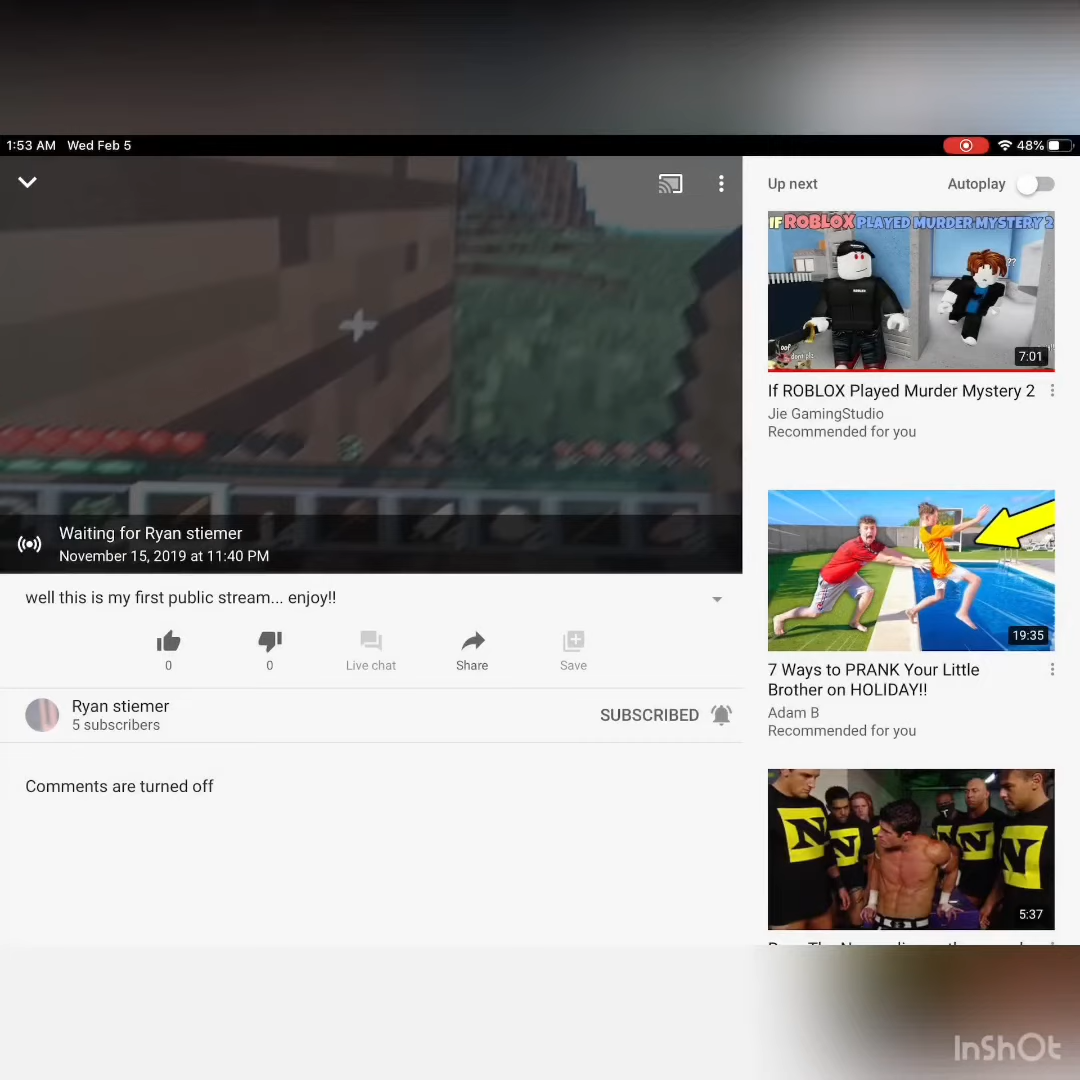 1:53 AM Wed Feb 5
48%
Waiting for Ryan stiemer
November 15, 2019 at 11:40 PM
well this is my first public stream... enjoy!!
0
0
Live chat
Share
Save
Ryan stiemer
5 subscribers
SUBSCRIBED
Comments are turned off
Up next
Autoplay
IF ROBLOX PLAYED MURDER MYSTERY 2
??
ROBLOX
oof
dont plz
7:01
If ROBLOX Played Murder Mystery 2
Jie GamingStudio
Recommended for you
19:35
7 Ways to PRANK Your Little
Brother on HOLIDAY!!
Adam B
Recommended for you
N
N
N
N
5:37
InShOt